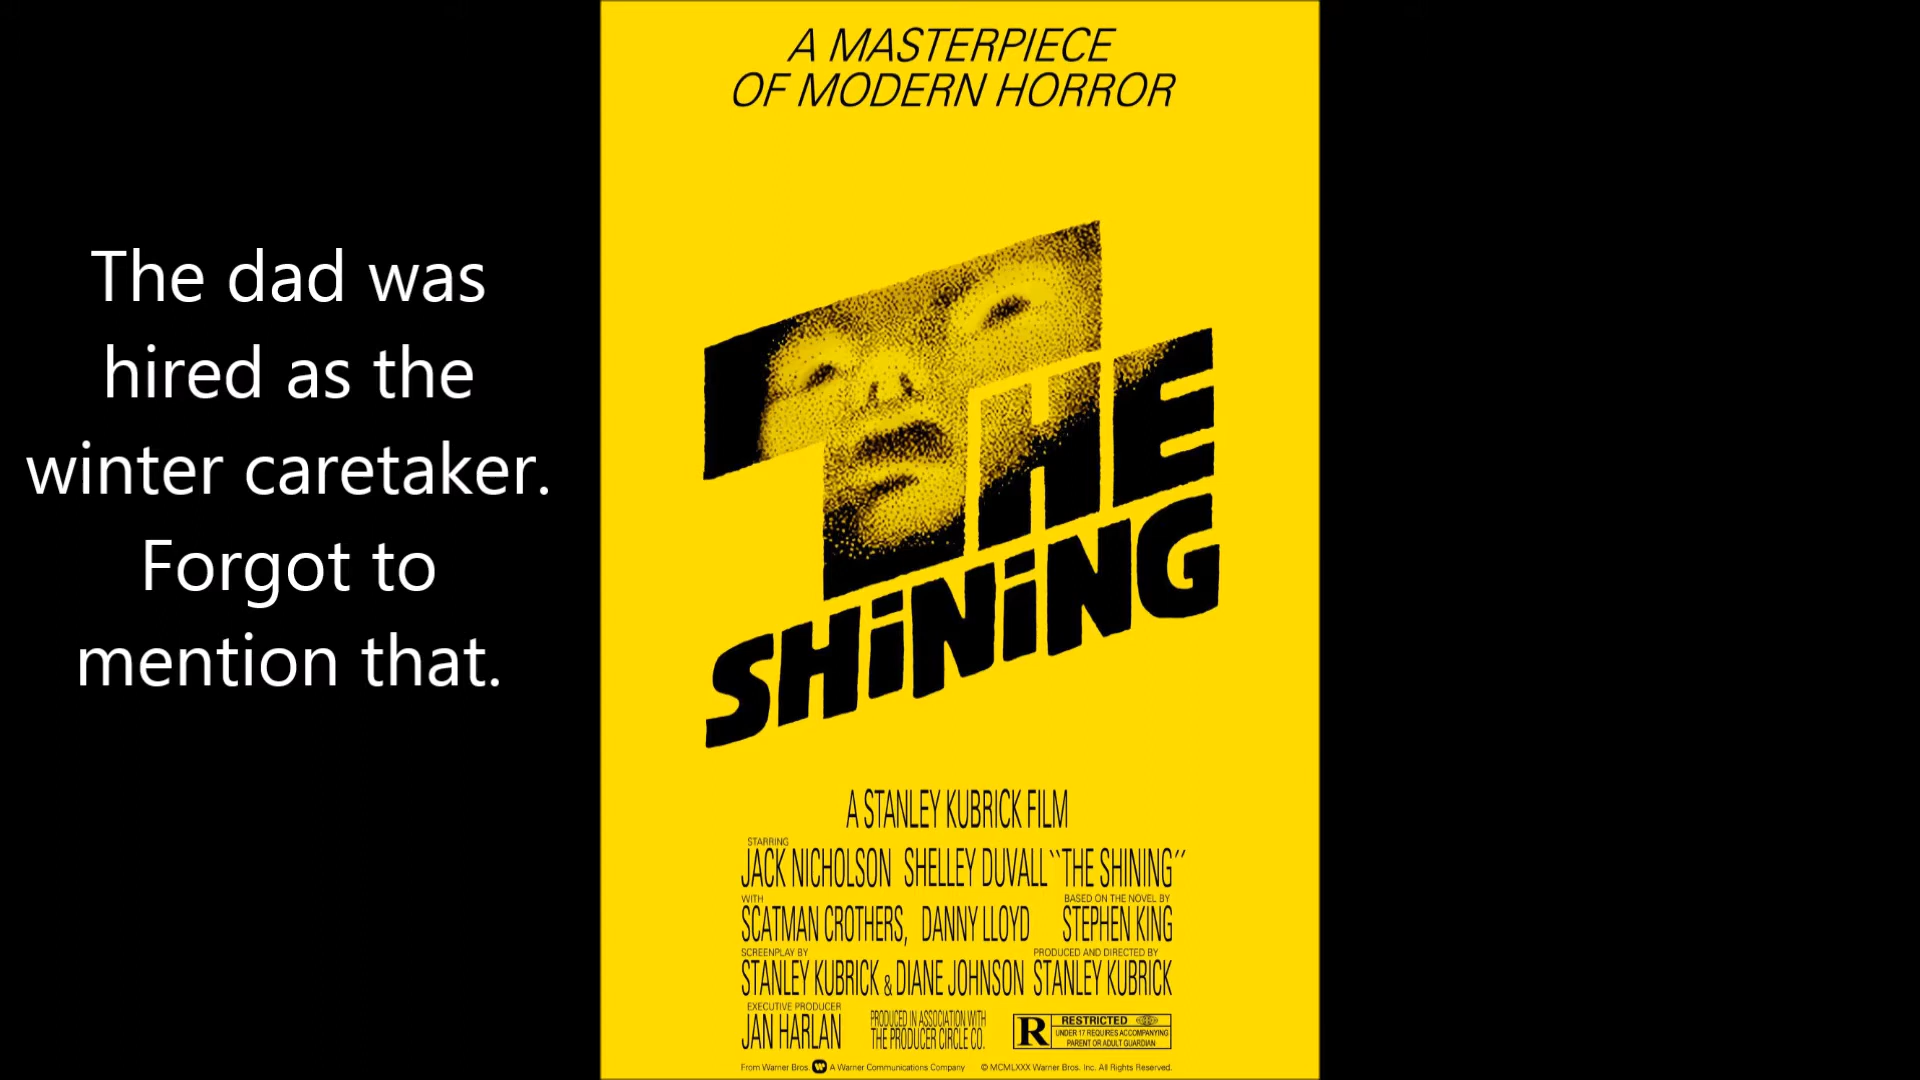 The dad was
hired as the
winter caretaker.
Forgot to
mention that.
A MASTERPIECE
OF MODERN HORROR
THE
SHiNiNG
A STANLEY KUBRICK FILM
STARRING
JACK NICHOLSON SHELLEY DUVALL "THE SHINING"
WITH BASED ON THE NOVEL BY
SCATMAN CROTHERS, DANNY LLOYD STEPHEN KING
SCREENPLAY BY PRODUCED AND DIRECTED BY
STANLEY KUBRICK & DIANE JOHNSON STANLEY KUBRICK
EXECUTIVE PRODUCER
JAN HARLAN
PRODUCED IN ASSOCIATION WITH
THE PRODUCER CIRCLE CO.
R RESTRICTED
UNDER 17 REQUIRES ACCOMPANYING
PARENT OR ADULT GUARDIAN
From Warner Bros. A Warner Communications Company © MCMLXXX Warner Bros. Inc. All Rights Reserved.